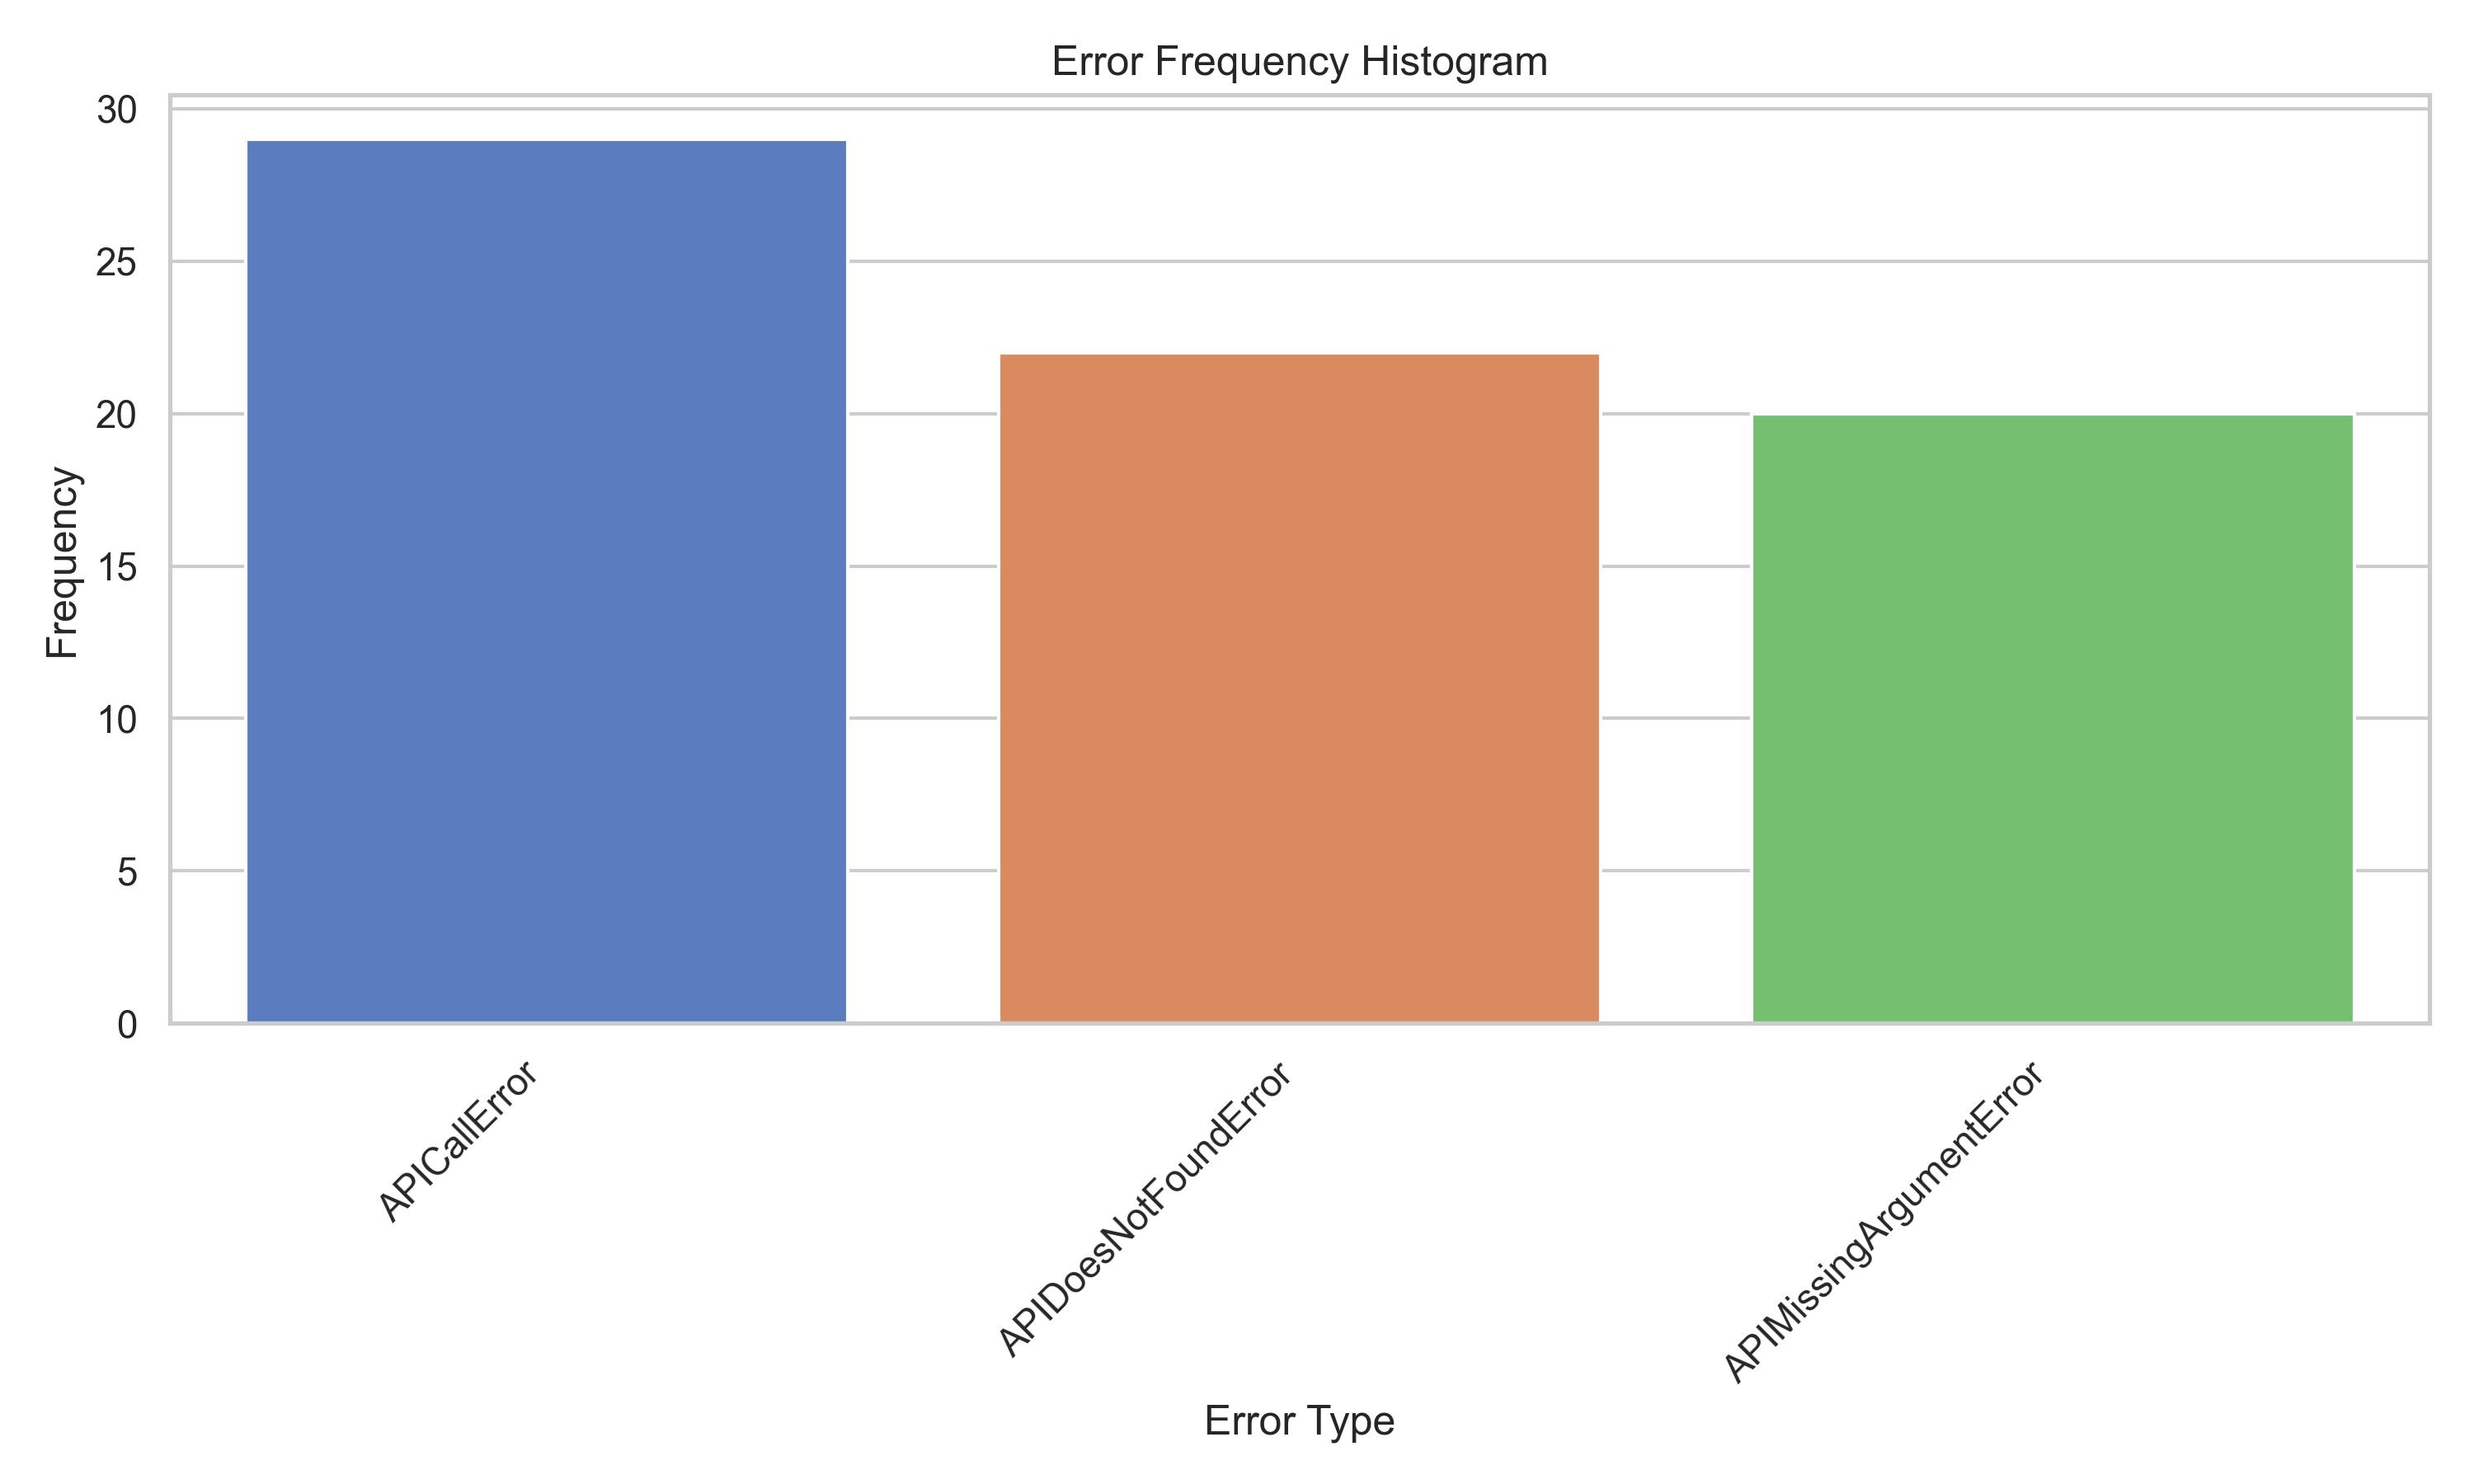 Error Frequency Histogram
30
25
20
15
10
5
0
Frequency
APICallError
APIDoesNotFoundError
APIMissingArgumentError
Error Type